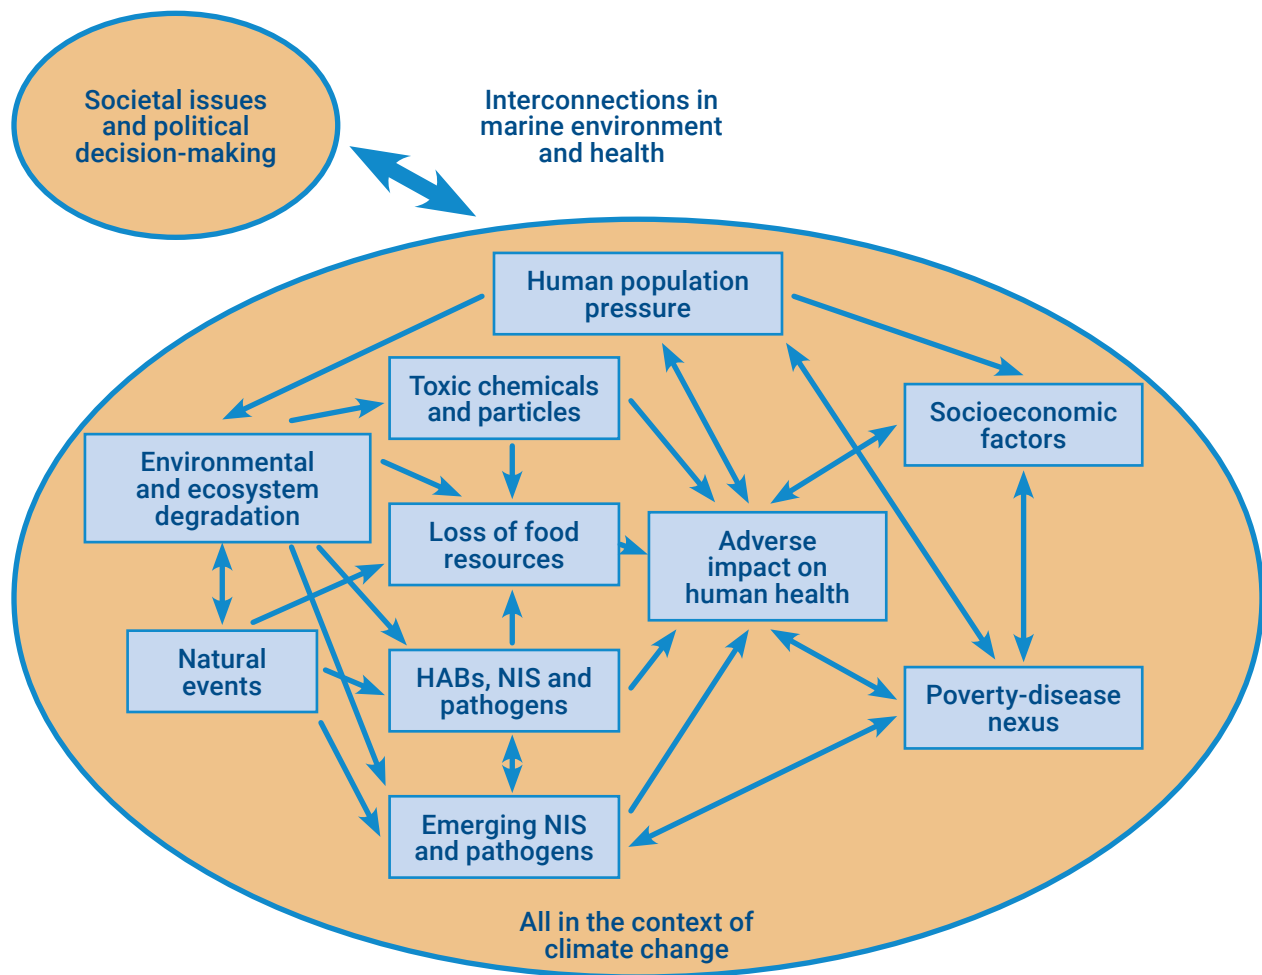 Societal issues
and political
decision-making
Interconnections in
marine environment
and health
Human population
pressure
Toxic chemicals
and particles
Socioeconomic
factors
Environmental
and ecosystem
degradation
Loss of food
resources
Adverse
impact on
human health
Natural
events
HABs, NIS and
pathogens
Poverty-disease
nexus
Emerging NIS
and pathogens
All in the context of
climate change